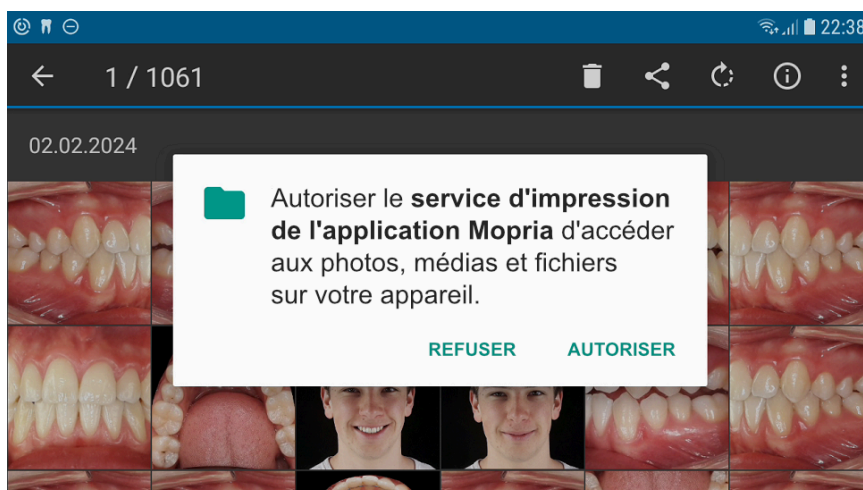 22:38
1 / 1061
02.02.2024
Autoriser le service d'impression
de l'application Mopria d'accéder
aux photos, médias et fichiers
sur votre appareil.
REFUSER AUTORISER